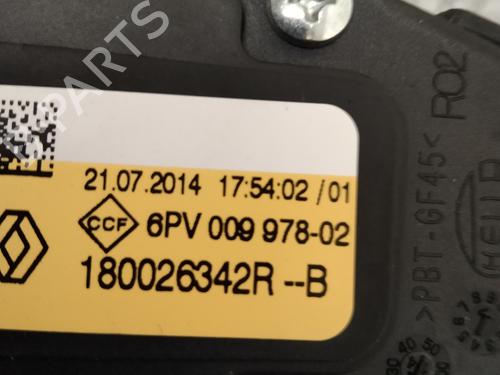 21.07.2014 17:54:02 /01
CCF 6PV 009 978-02
180026342R --B
>PBT-GF45< RO2
HELLA
B-PARTS